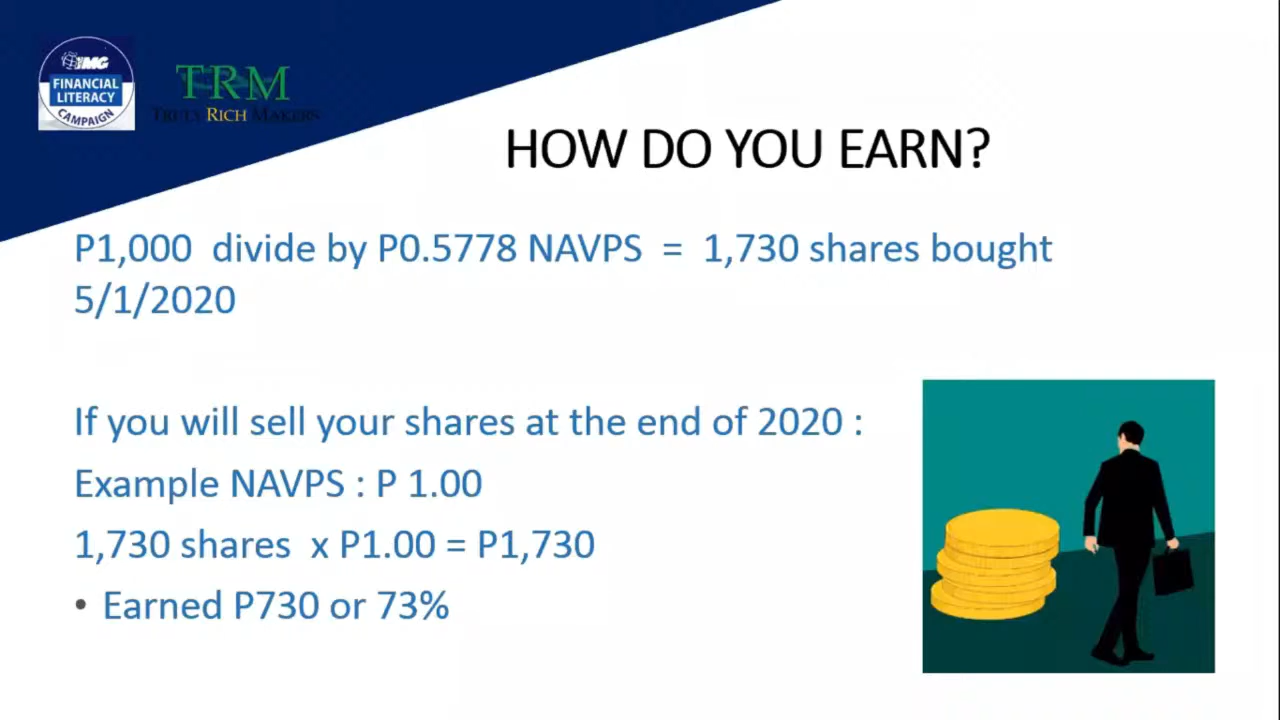 IMG
FINANCIAL
LITERACY
CAMPAIGN
TRM
TRULY RICH MAKERS
HOW DO YOU EARN?
P1,000 divide by P0.5778 NAVPS = 1,730 shares bought
5/1/2020
If you will sell your shares at the end of 2020 :
Example NAVPS : P 1.00
1,730 shares x P1.00 = P1,730
• Earned P730 or 73%